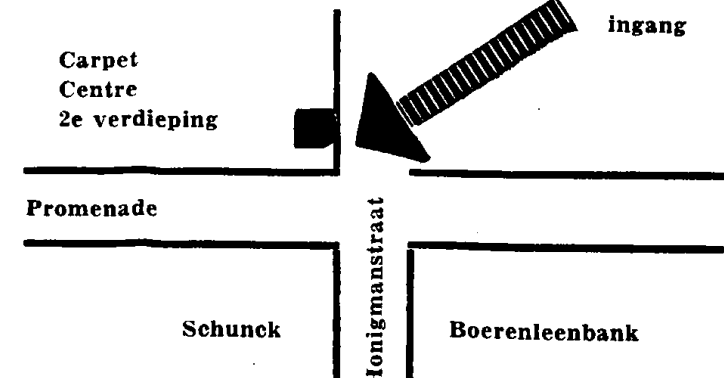 ingang
Carpet
Centre
2e verdieping
Promenade
Honigmanstraat
Schunck
Boerenleenbank